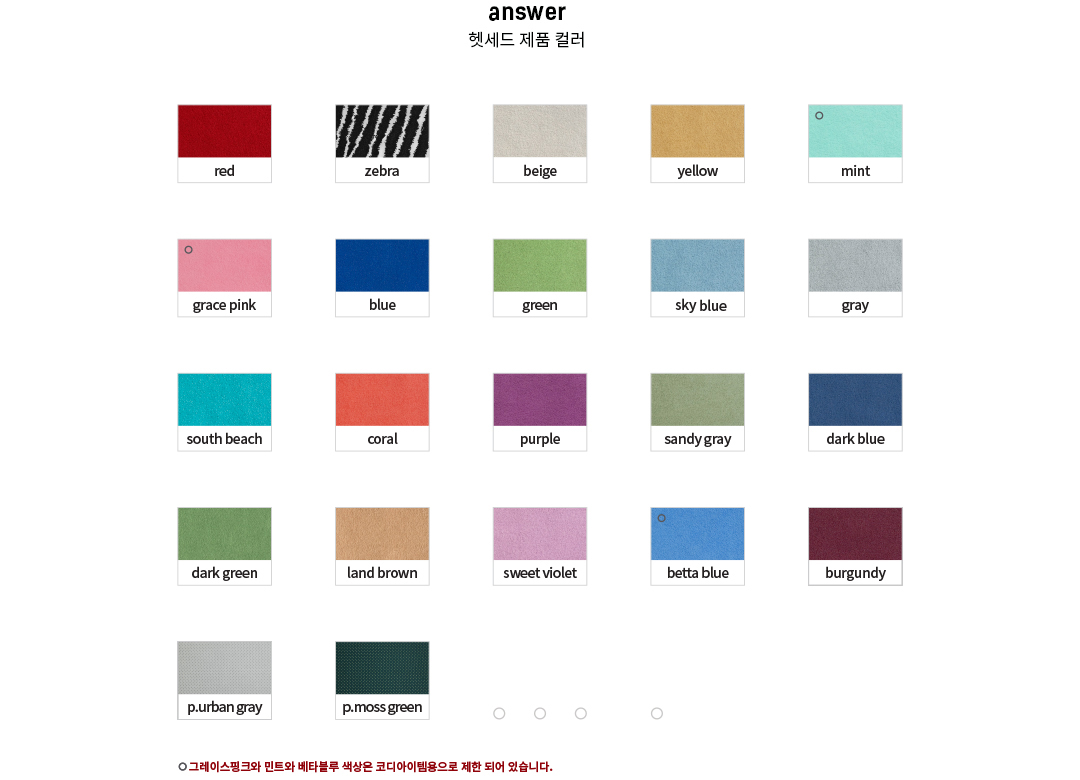 answer
헷세드 제품 컬러
red
zebra
beige
yellow
mint
grace pink
blue
green
sky blue
gray
south beach
coral
purple
sandy gray
dark blue
dark green
land brown
sweet violet
betta blue
burgundy
p.urban gray
p.moss green
그레이스핑크와 민트와 베타블루 색상은 코디아이템용으로 제한 되어 있습니다.